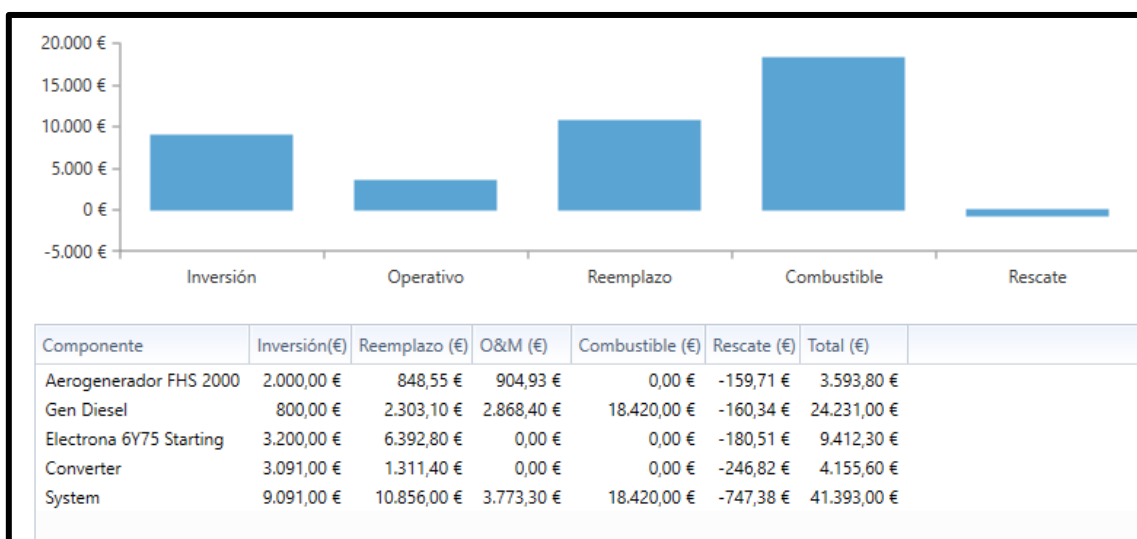 20.000 €
15.000 €
10.000 €
5.000 €
0 €
-5.000 €
Inversión Operativo Reemplazo Combustible Rescate
Componente Inversión(€) Reemplazo (€) O&M (€) Combustible (€) Rescate (€) Total (€)
Aerogenerador FHS 2000 2.000,00 € 848,55 € 904,93 € 0,00 € -159,71 € 3.593,80 €
Gen Diesel 800,00 € 2.303,10 € 2.868,40 € 18.420,00 € -160,34 € 24.231,00 €
Electrona 6Y75 Starting 3.200,00 € 6.392,80 € 0,00 € 0,00 € -180,51 € 9.412,30 €
Converter 3.091,00 € 1.311,40 € 0,00 € 0,00 € -246,82 € 4.155,60 €
System 9.091,00 € 10.856,00 € 3.773,30 € 18.420,00 € -747,38 € 41.393,00 €